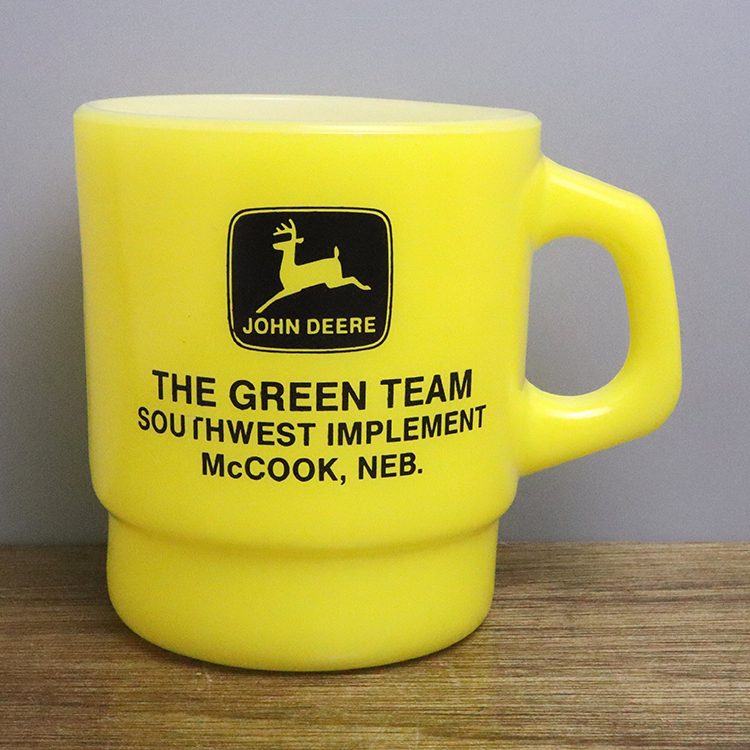 JOHN DEERE
THE GREEN TEAM
SOUTHWEST IMPLEMENT
McCOOK, NEB.